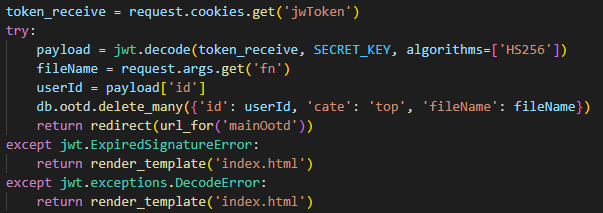 token_receive = request.cookies.get('jwToken')
try:
    payload = jwt.decode(token_receive, SECRET_KEY, algorithms=['HS256'])
    fileName = request.args.get('fn')
    userId = payload['id']
    db.ootd.delete_many({'id': userId, 'cate': 'top', 'fileName': fileName})
    return redirect(url_for('mainOotd'))
except jwt.ExpiredSignatureError:
    return render_template('index.html')
except jwt.exceptions.DecodeError:
    return render_template('index.html')